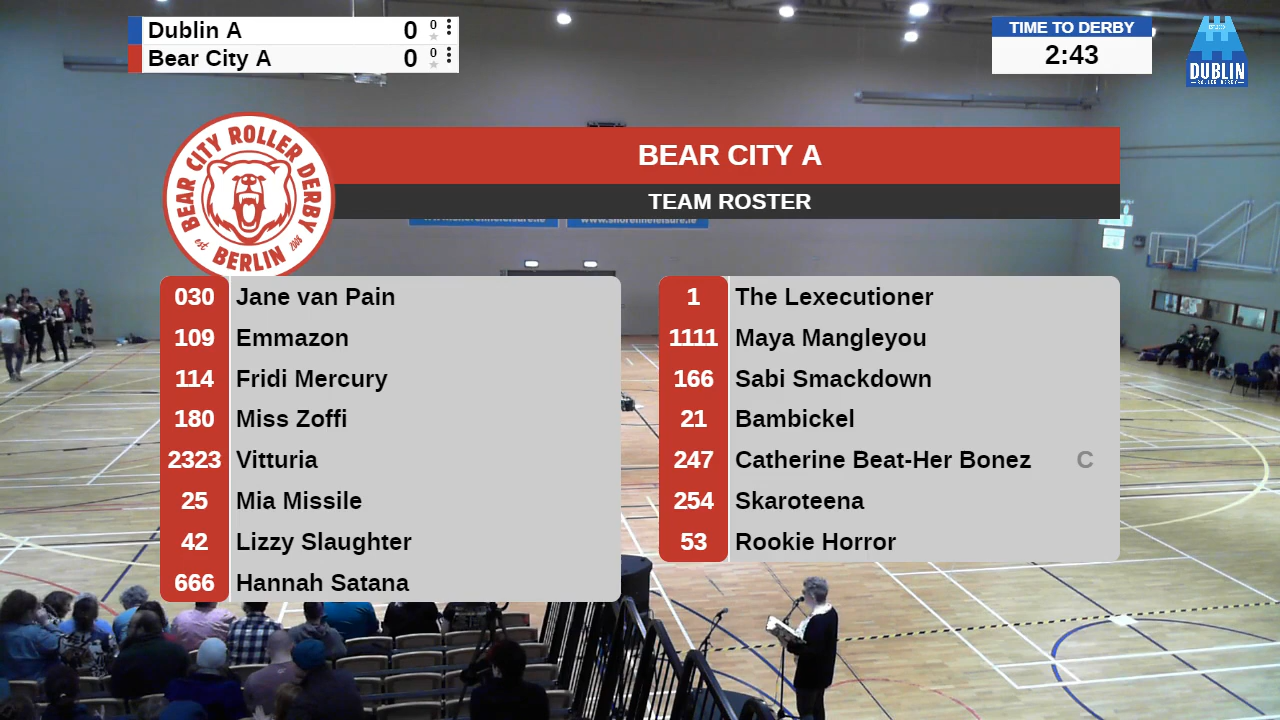 Dublin A 0 0
Bear City A 0 0
TIME TO DERBY
2:43
DUBLIN
ROLLER DERBY
BEAR CITY ROLLER DERBY
est 2008
BERLIN
BEAR CITY A
TEAM ROSTER
030 Jane van Pain
109 Emmazon
114 Fridi Mercury
180 Miss Zoffi
2323 Vitturia
25 Mia Missile
42 Lizzy Slaughter
666 Hannah Satana
1 The Lexecutioner
1111 Maya Mangleyou
166 Sabi Smackdown
21 Bambickel
247 Catherine Beat-Her Bonez C
254 Skaroteena
53 Rookie Horror